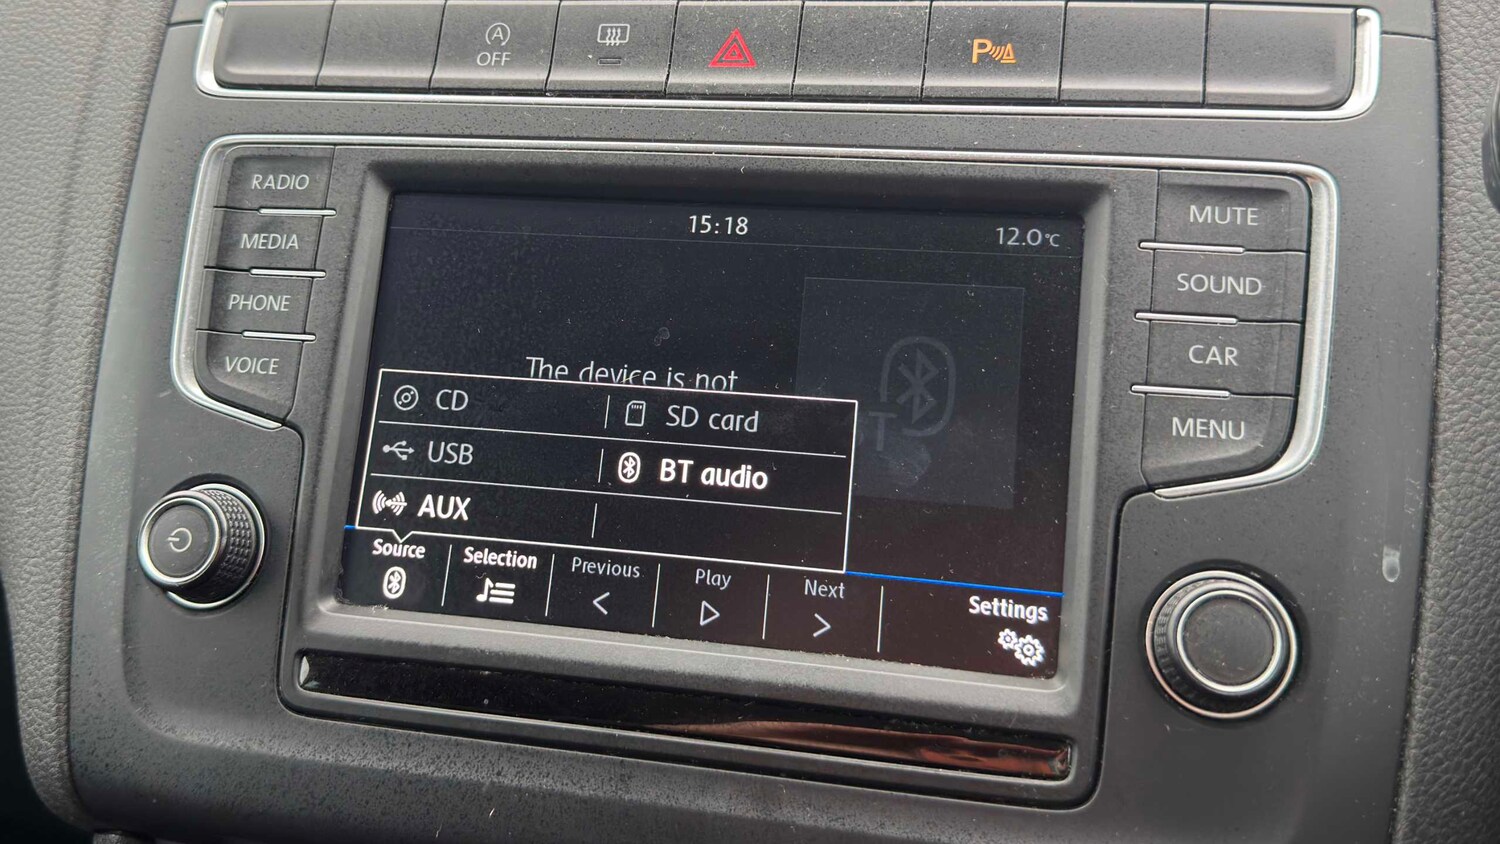 A
OFF
P
RADIO
MEDIA
PHONE
VOICE
15:18
12.0°C
The device is not
CD
SD card
USB
BT audio
AUX
Source
Selection
Previous
Play
Next
Settings
MUTE
SOUND
CAR
MENU